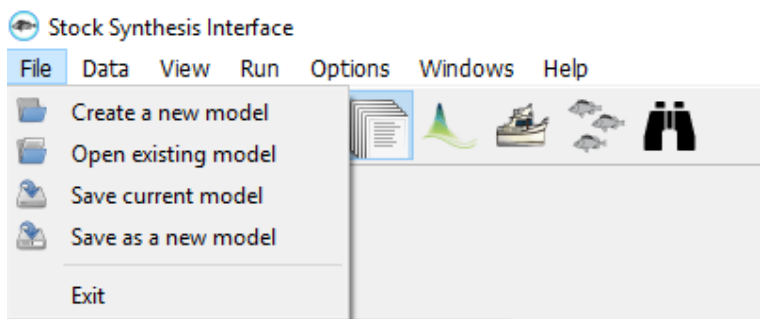 Stock Synthesis Interface
File Data View Run Options Windows Help
Create a new model
Open existing model
Save current model
Save as a new model
Exit